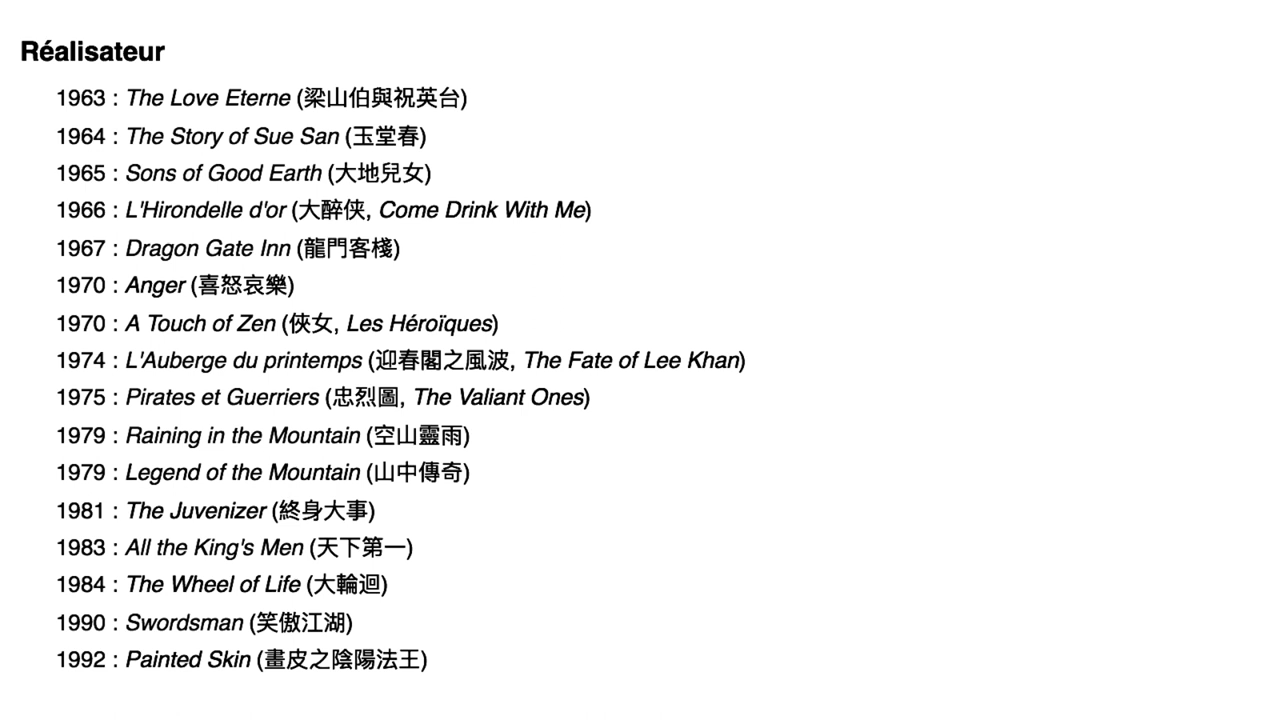 Réalisateur
1963 : The Love Eterne (梁山伯與祝英台)
1964 : The Story of Sue San (玉堂春)
1965 : Sons of Good Earth (大地兒女)
1966 : L'Hirondelle d'or (大醉侠, Come Drink With Me)
1967 : Dragon Gate Inn (龍門客棧)
1970 : Anger (喜怒哀樂)
1970 : A Touch of Zen (俠女, Les Héroïques)
1974 : L'Auberge du printemps (迎春閣之風波, The Fate of Lee Khan)
1975 : Pirates et Guerriers (忠烈圖, The Valiant Ones)
1979 : Raining in the Mountain (空山靈雨)
1979 : Legend of the Mountain (山中傳奇)
1981 : The Juvenizer (終身大事)
1983 : All the King's Men (天下第一)
1984 : The Wheel of Life (大輪迴)
1990 : Swordsman (笑傲江湖)
1992 : Painted Skin (畫皮之陰陽法王)